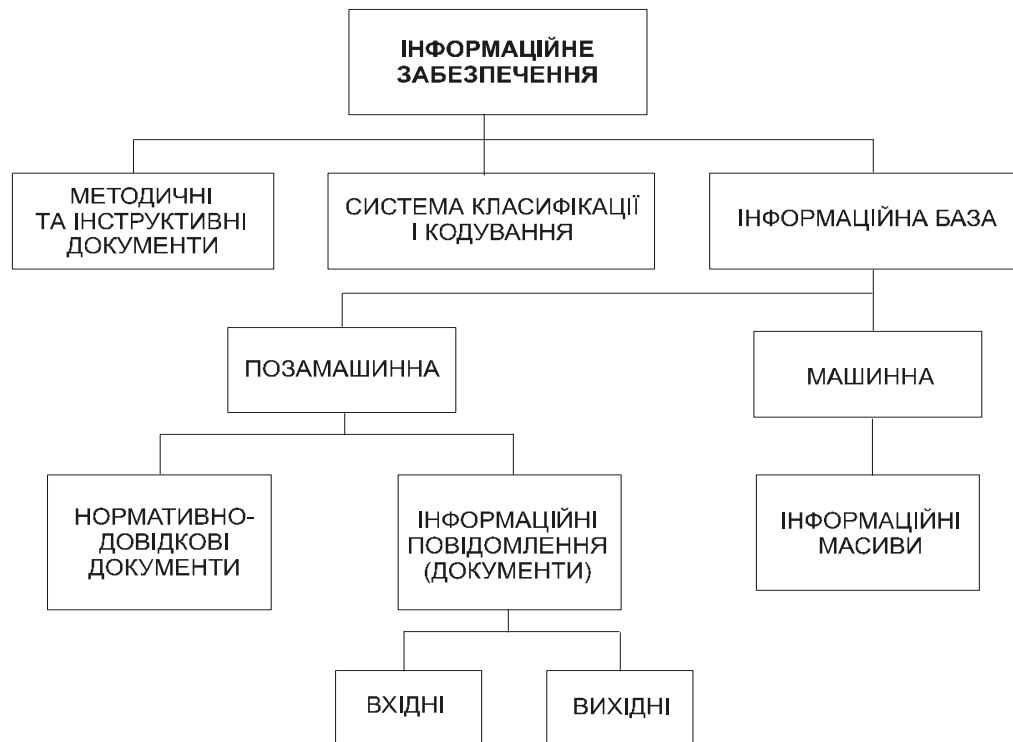 ІНФОРМАЦІЙНЕ
ЗАБЕЗПЕЧЕННЯ
МЕТОДИЧНІ
ТА ІНСТРУКТИВНІ
ДОКУМЕНТИ
СИСТЕМА КЛАСИФІКАЦІЇ
І КОДУВАННЯ
ІНФОРМАЦІЙНА БАЗА
ПОЗАМАШИННА
МАШИННА
НОРМАТИВНО-
ДОВІДКОВІ
ДОКУМЕНТИ
ІНФОРМАЦІЙНІ
ПОВІДОМЛЕННЯ
(ДОКУМЕНТИ)
ІНФОРМАЦІЙНІ
МАСИВИ
ВХІДНІ
ВИХІДНІ